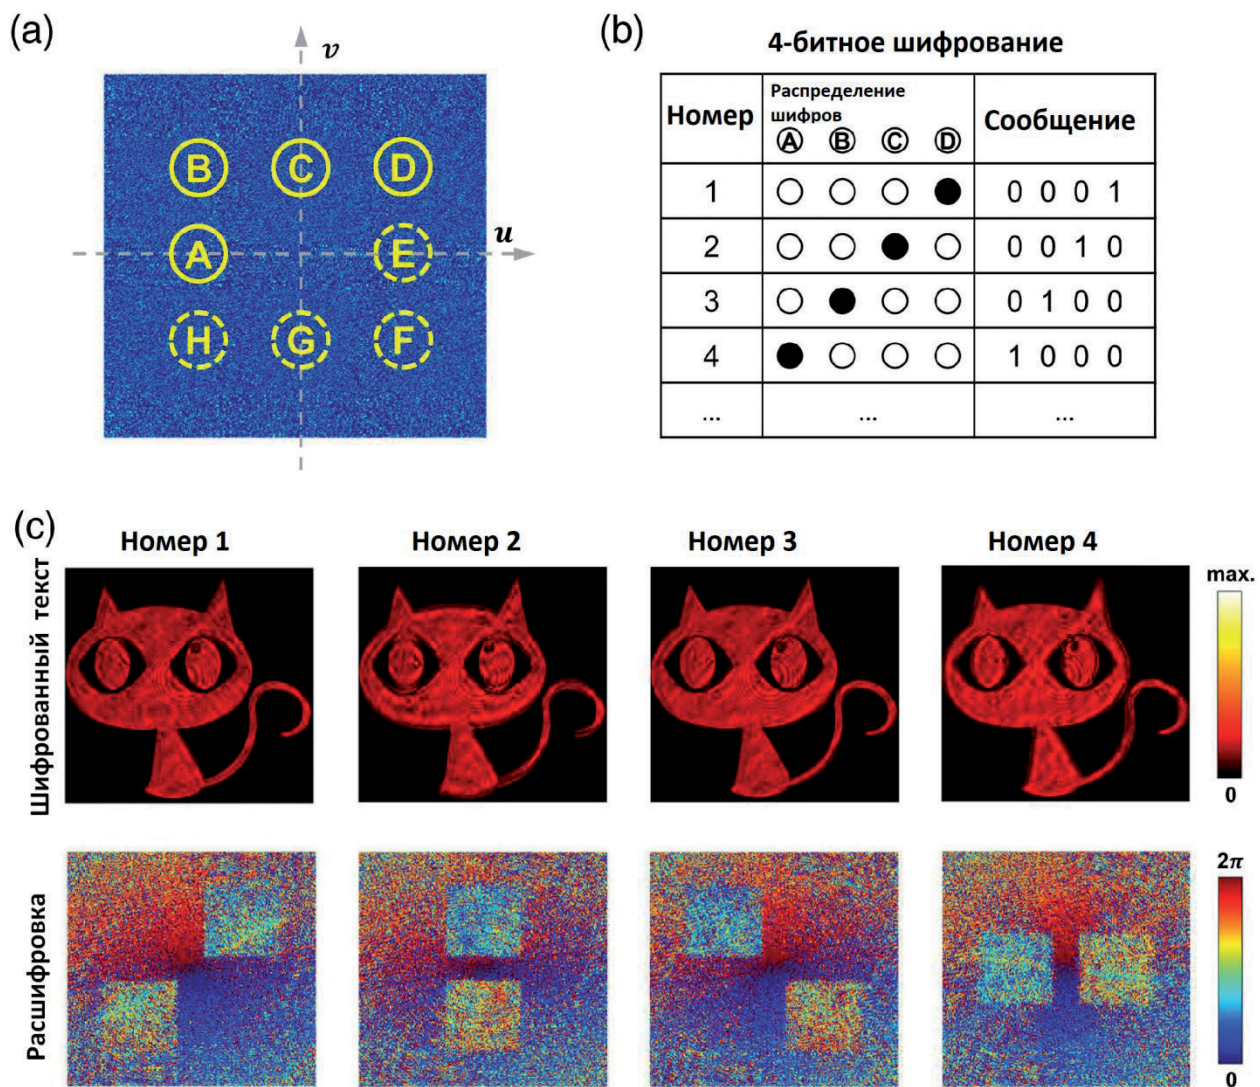 (a)
v
B C D
u
A E
H G F
(b)
4-битное шифрование
Номер Распределение шифров Сообщение
A B C D
1 0 0 0 1
2 0 0 1 0
3 0 1 0 0
4 1 0 0 0
... ... ...
(c)
Номер 1 Номер 2 Номер 3 Номер 4
Шифрованный текст
max.
0
Расшифровка
2π
0